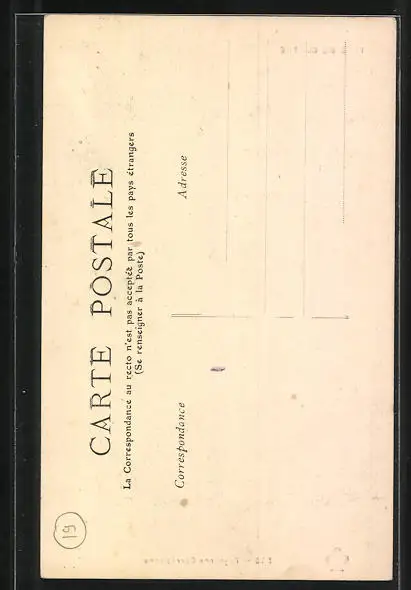 CARTE POSTALE
La Correspondance au recto n'est pas acceptée par tous les pays étrangers
(Se renseigner à la Poste)
Correspondance
Adresse
19